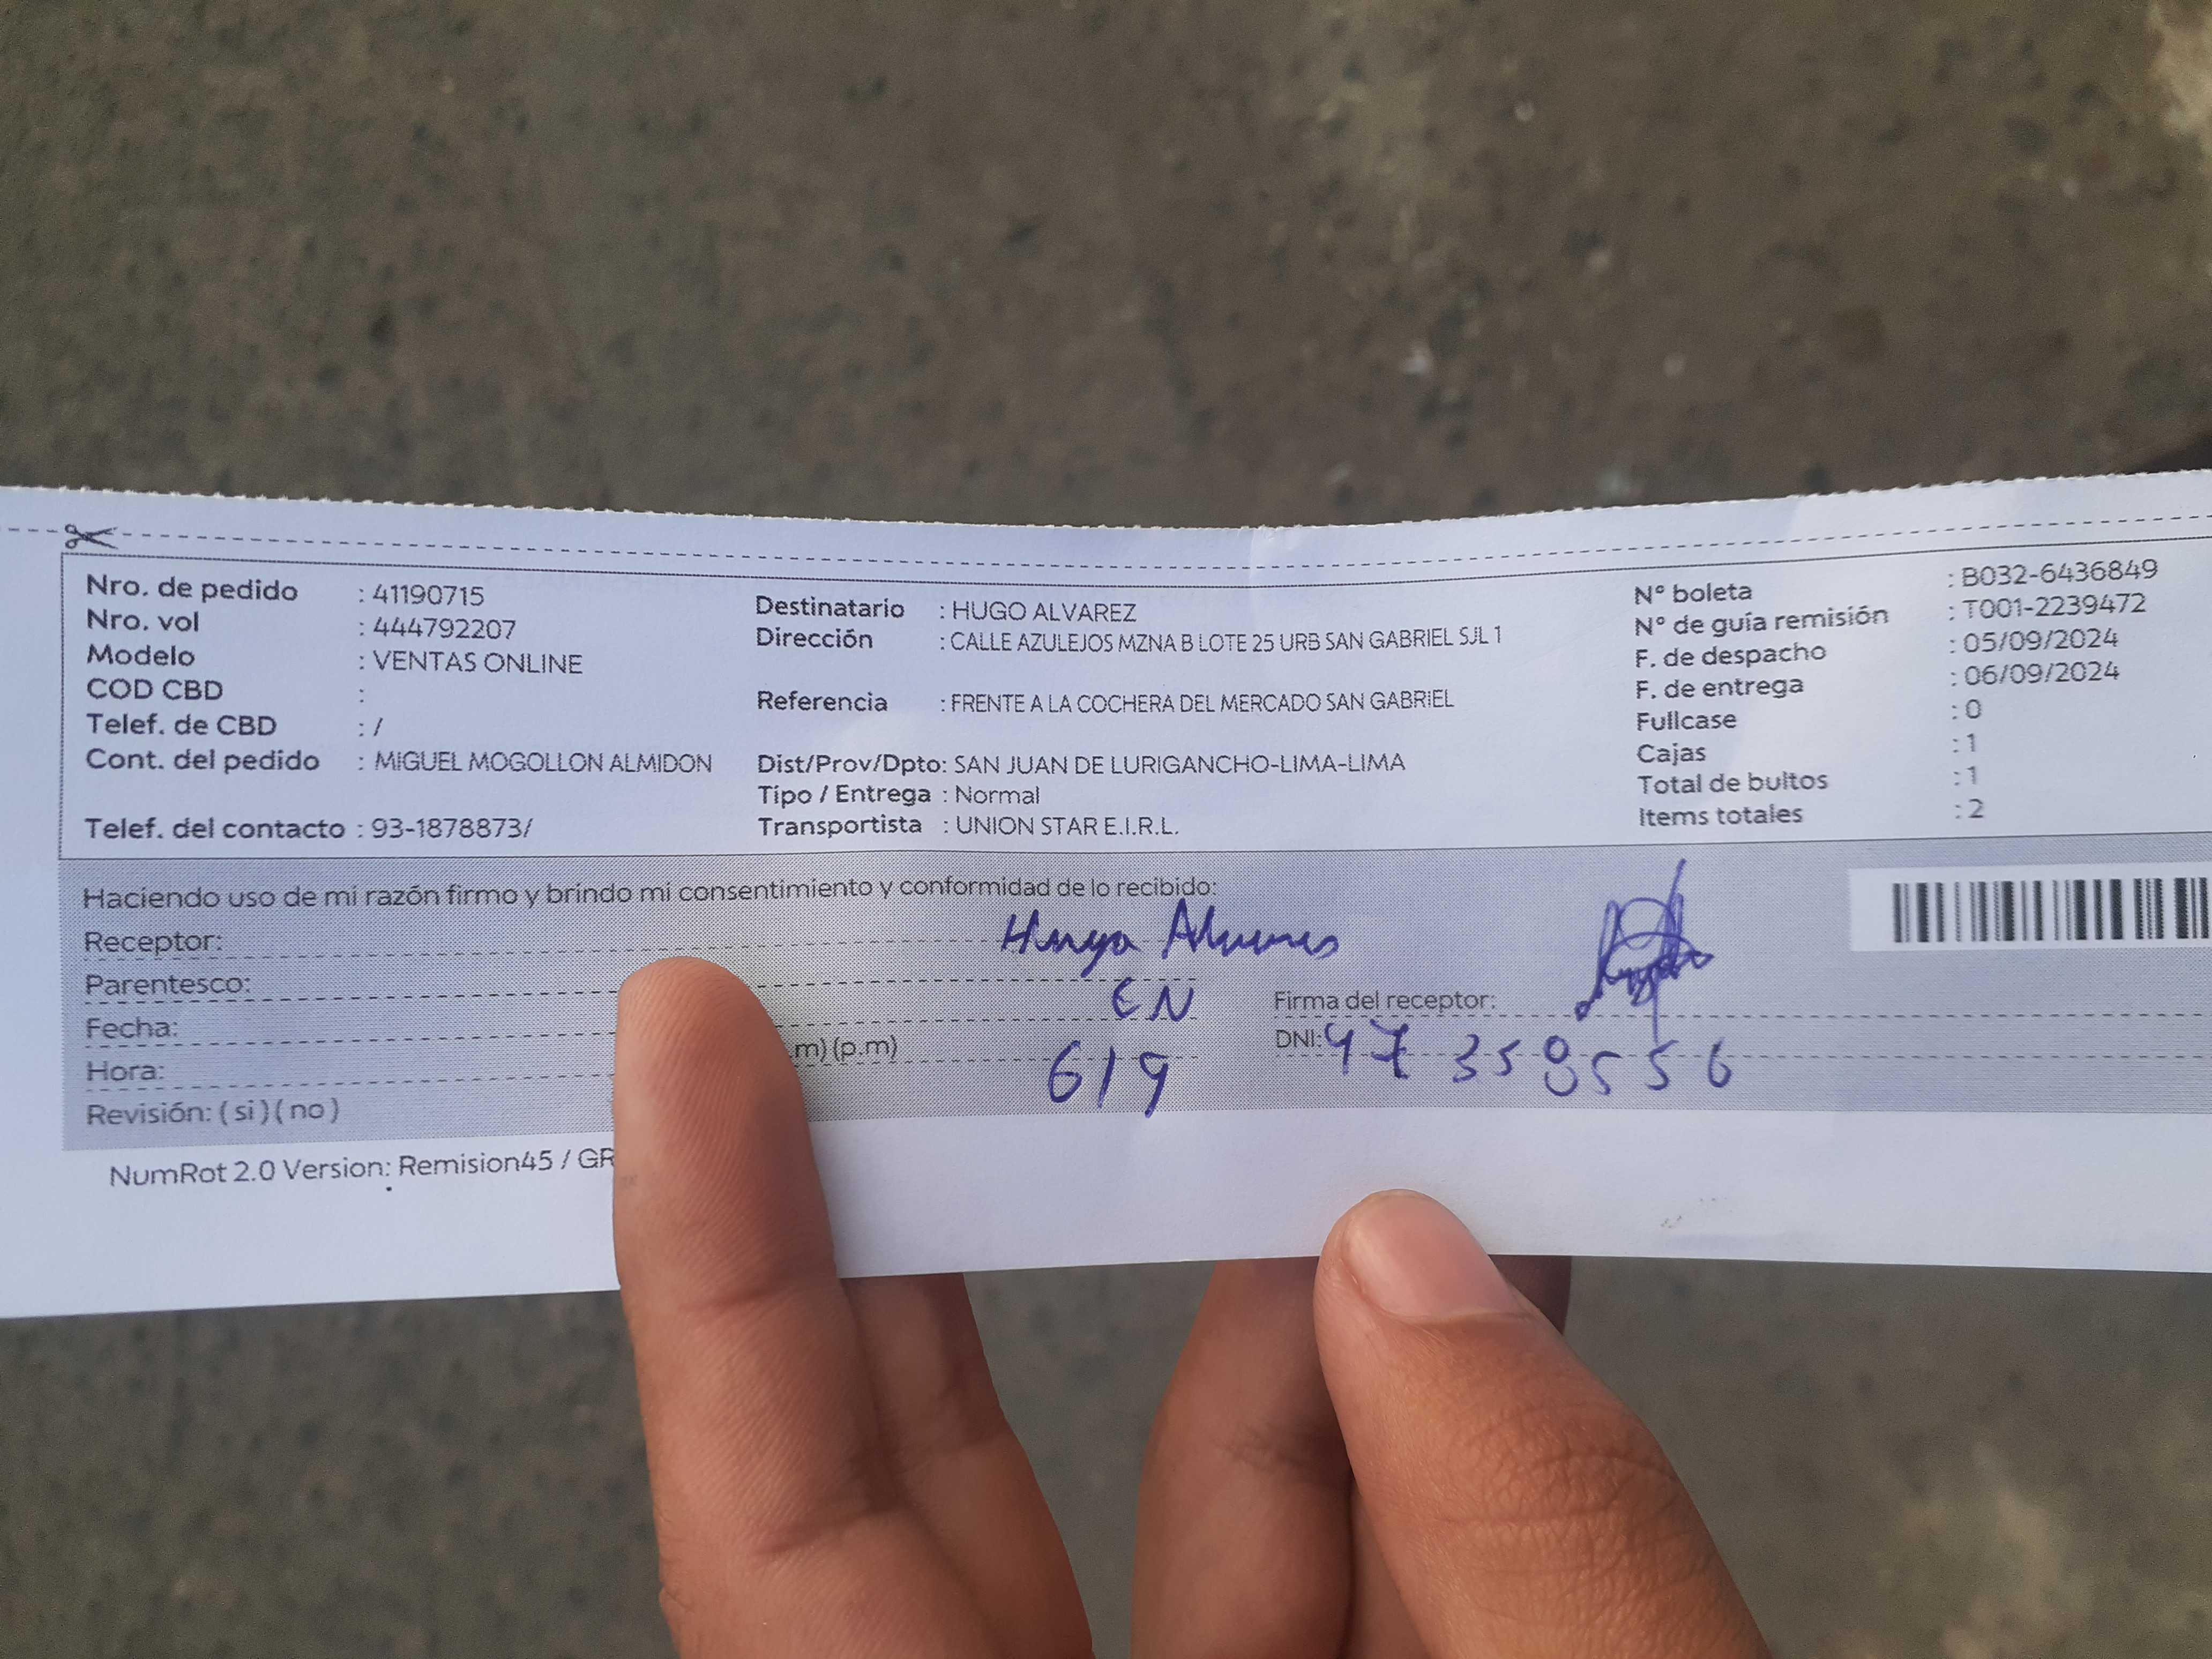 Nro. de pedido : 41190715
Nro. vol : 444792207
Modelo : VENTAS ONLINE
COD CBD :
Telef. de CBD : /
Cont. del pedido : MIGUEL MOGOLLON ALMIDON
Telef. del contacto : 93-1878873/
Destinatario : HUGO ALVAREZ
Dirección : CALLE AZULEJOS MZNA B LOTE 25 URB SAN GABRIEL SJL 1
Referencia : FRENTE A LA COCHERA DEL MERCADO SAN GABRIEL
Dist/Prov/Dpto: SAN JUAN DE LURIGANCHO-LIMA-LIMA
Tipo / Entrega : Normal
Transportista : UNION STAR E.I.R.L.
N° boleta : B032-6436849
N° de guía remisión : T001-2239472
F. de despacho : 05/09/2024
F. de entrega : 06/09/2024
Fullcase : 0
Cajas : 1
Total de bultos : 1
Items totales : 2
Haciendo uso de mi razón firmo y brindo mi consentimiento y conformidad de lo recibido:
Receptor: Hugo
Parentesco:
Fecha:
Hora: .m) (p.m) 6/9
Revisión: ( si ) ( no )
Firma del receptor:
DNI:
NumRot 2.0 Version: Remision45 / GR